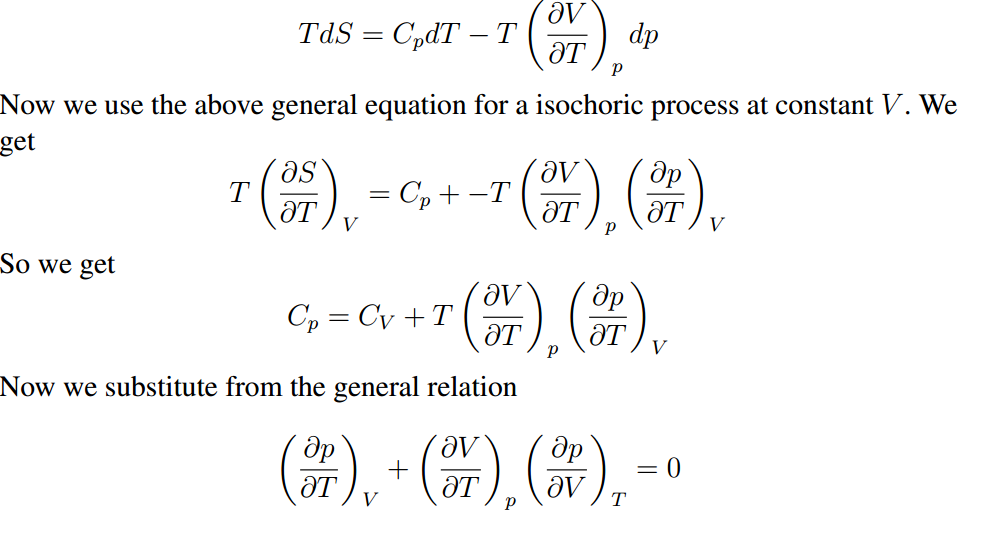 TdS = C_p dT − T (∂V/∂T)_p dp
Now we use the above general equation for a isochoric process at constant V. We
get
T (∂S/∂T)_V = C_p + −T (∂V/∂T)_p (∂p/∂T)_V
So we get
C_p = C_V + T (∂V/∂T)_p (∂p/∂T)_V
Now we substitute from the general relation
(∂p/∂T)_V + (∂V/∂T)_p (∂p/∂V)_T = 0